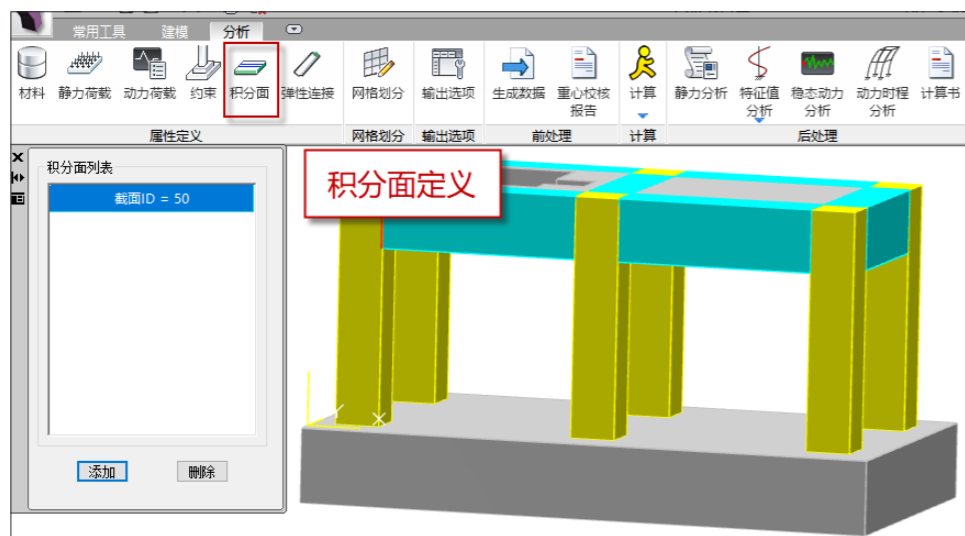 常用工具 建模 分析
材料 静力荷载 动力荷载 约束 积分面 弹性连接 网格划分 输出选项 生成数据 重心校核报告 计算 静力分析 特征值分析 稳态动力分析 动力时程分析 计算书
属性定义 网格划分 输出选项 前处理 计算 后处理
积分面列表
截面ID = 50
积分面定义
添加 删除